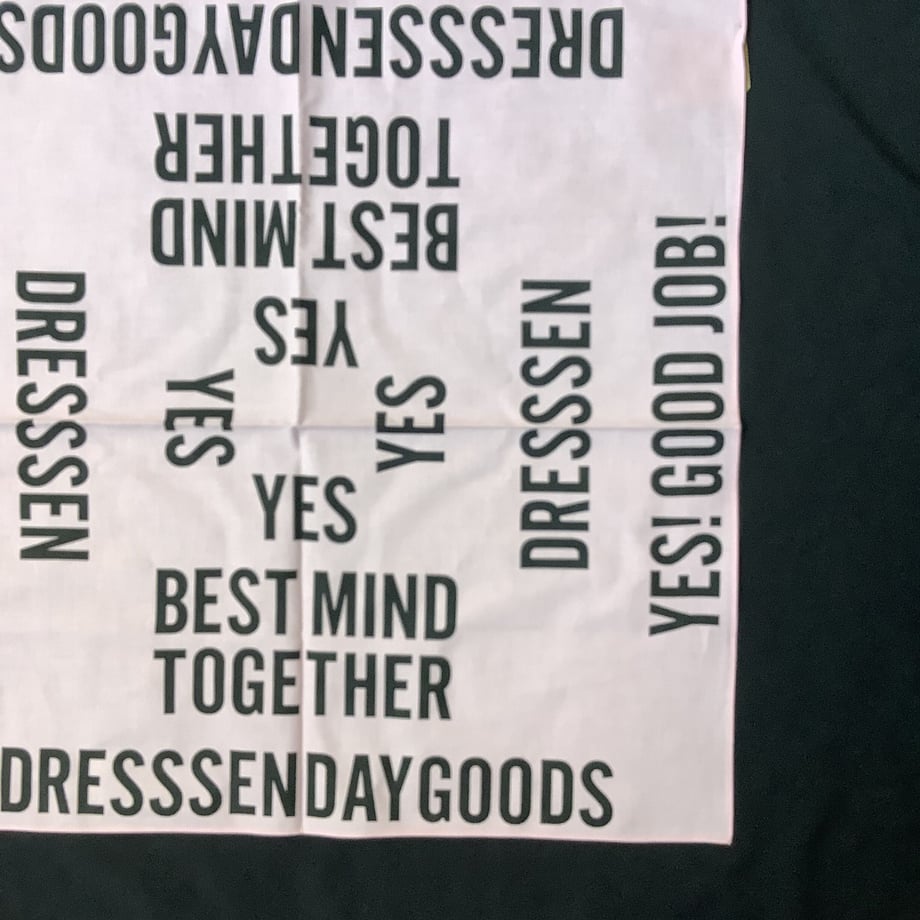 DRESSSENDAYGOODS
TOGETHER
BEST MIND
YES
DRESSSEN
YES
YES
DRESSSEN
YES! GOOD JOB!
YES
BEST MIND
TOGETHER
DRESSSENDAYGOODS